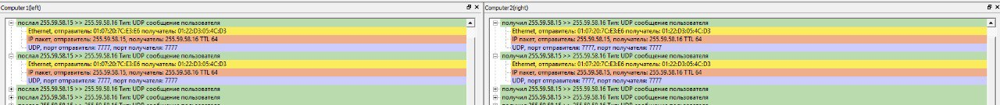 Computer1(left)
послал 255.59.58.15 >> 255.59.58.16 Тип: UDP сообщение пользователя
Ethernet, отправитель: 01:07:20:7C:E3:E6 получатель: 01:22:D3:05:4C:D3
IP пакет, отправитель: 255.59.58.15, получатель: 255.59.58.16 TTL 64
UDP, порт отправителя: 7777, порт получателя: 7777
послал 255.59.58.15 >> 255.59.58.16 Тип: UDP сообщение пользователя
Ethernet, отправитель: 01:07:20:7C:E3:E6 получатель: 01:22:D3:05:4C:D3
IP пакет, отправитель: 255.59.58.15, получатель: 255.59.58.16 TTL 64
UDP, порт отправителя: 7777, порт получателя: 7777
послал 255.59.58.15 >> 255.59.58.16 Тип: UDP сообщение пользователя
послал 255.59.58.15 >> 255.59.58.16 Тип: UDP сообщение пользователя
Computer2(right)
получил 255.59.58.15 >> 255.59.58.16 Тип: UDP сообщение пользователя
Ethernet, отправитель: 01:07:20:7C:E3:E6 получатель: 01:22:D3:05:4C:D3
IP пакет, отправитель: 255.59.58.15, получатель: 255.59.58.16 TTL 64
UDP, порт отправителя: 7777, порт получателя: 7777
получил 255.59.58.15 >> 255.59.58.16 Тип: UDP сообщение пользователя
Ethernet, отправитель: 01:07:20:7C:E3:E6 получатель: 01:22:D3:05:4C:D3
IP пакет, отправитель: 255.59.58.15, получатель: 255.59.58.16 TTL 64
UDP, порт отправителя: 7777, порт получателя: 7777
получил 255.59.58.15 >> 255.59.58.16 Тип: UDP сообщение пользователя
получил 255.59.58.15 >> 255.59.58.16 Тип: UDP сообщение пользователя